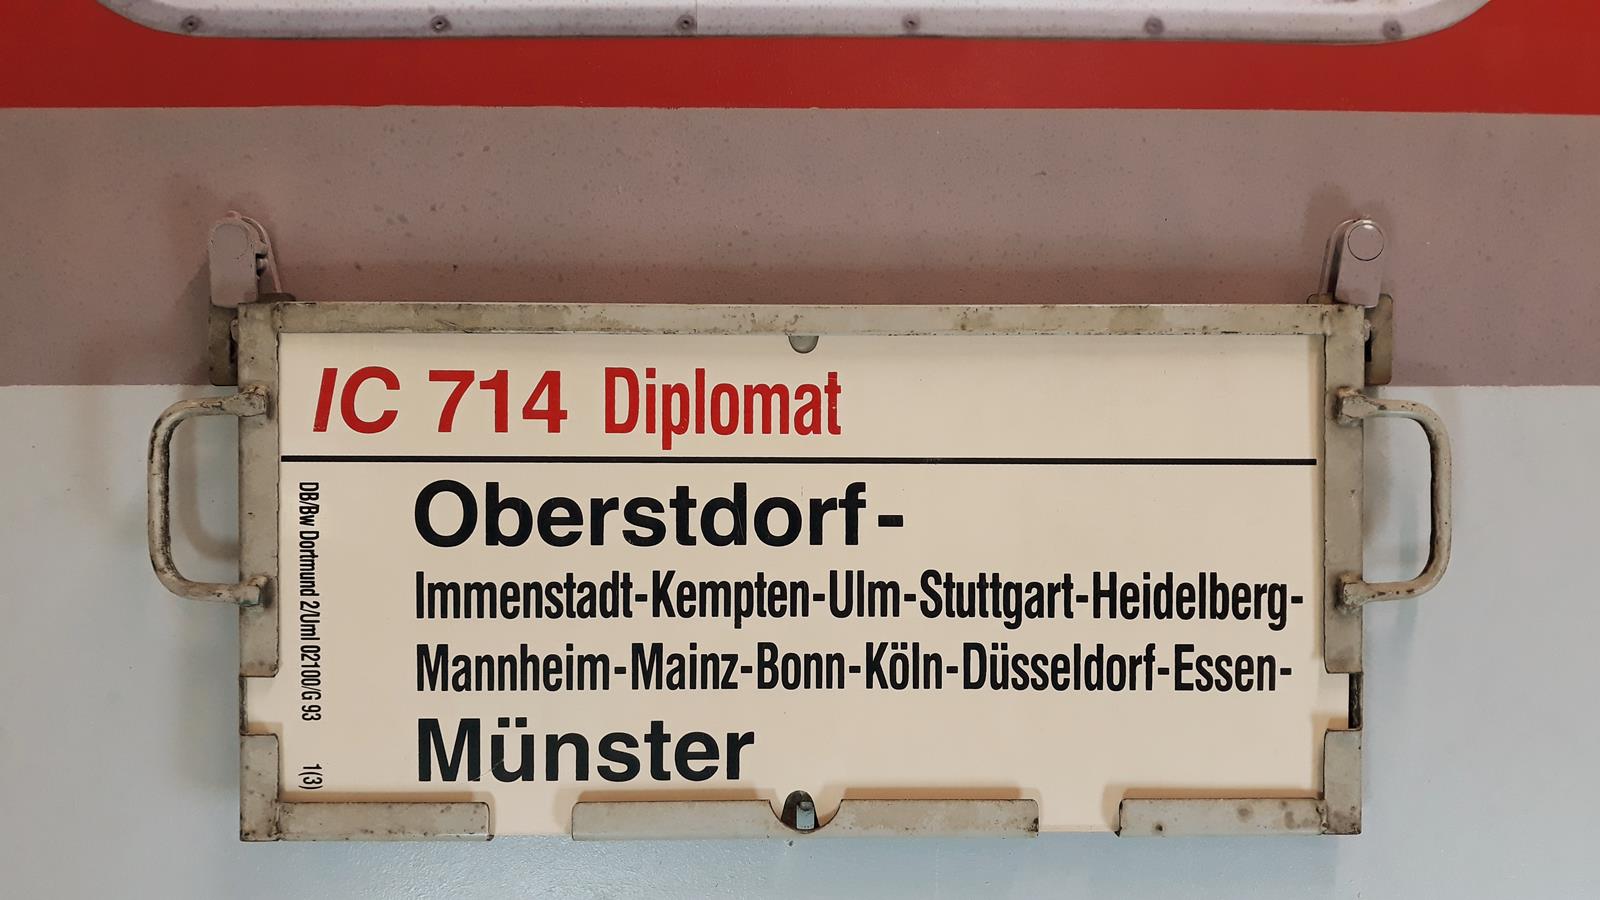 IC 714 Diplomat
Oberstdorf-
Immenstadt-Kempten-Ulm-Stuttgart-Heidelberg-
Mannheim-Mainz-Bonn-Köln-Düsseldorf-Essen-
Münster
DB/Bw Dortmund 2/Uml 02100/G 93 1(3)